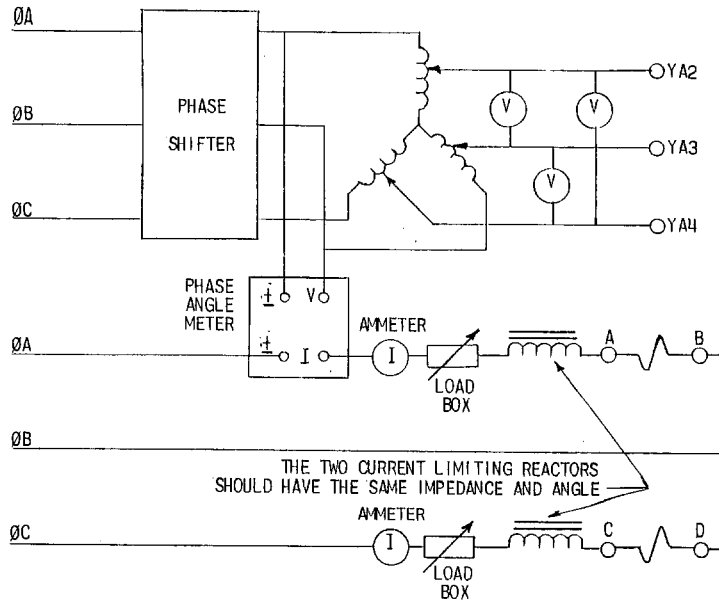 ØA
PHASE
SHIFTER
ØB
ØC
V
V
V
YA2
YA3
YA4
PHASE
ANGLE
METER
± V
± I
ØA
AMMETER
I
LOAD
BOX
A
B
ØB
THE TWO CURRENT LIMITING REACTORS
SHOULD HAVE THE SAME IMPEDANCE AND ANGLE
ØC
AMMETER
I
LOAD
BOX
C
D